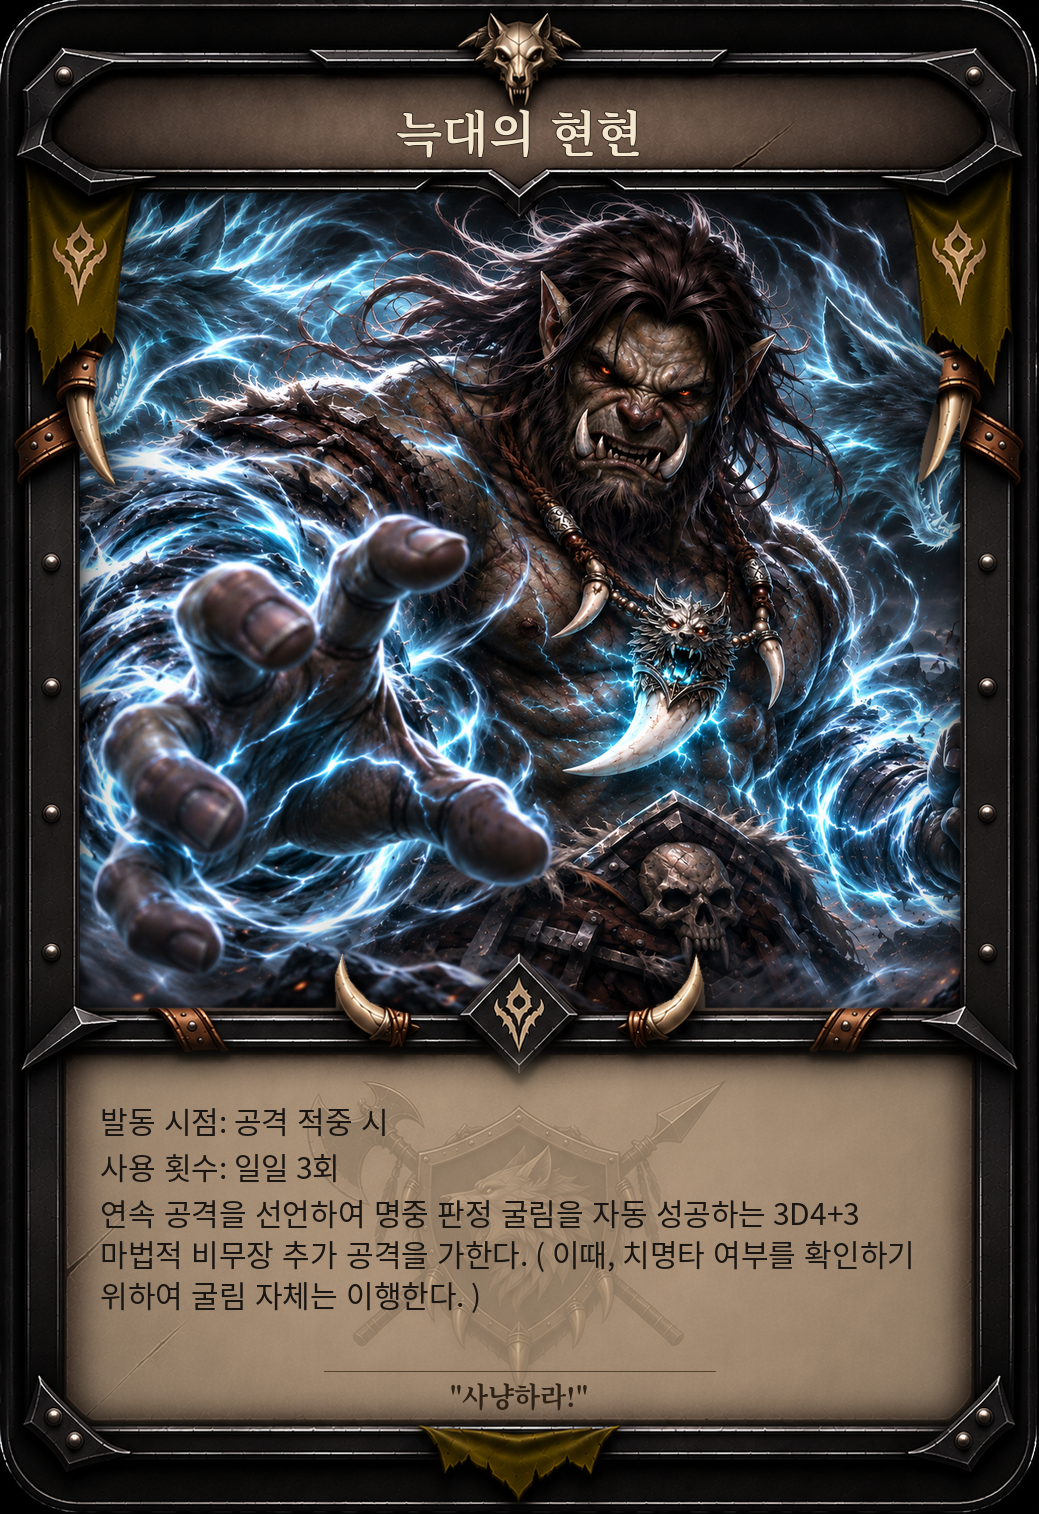 늑대의 현현
발동 시점: 공격 적중 시
사용 횟수: 일일 3회
연속 공격을 선언하여 명중 판정 굴림을 자동 성공하는 3D4+3
마법적 비무장 추가 공격을 가한다. ( 이때, 치명타 여부를 확인하기
위하여 굴림 자체는 이행한다. )
"사냥하라!"